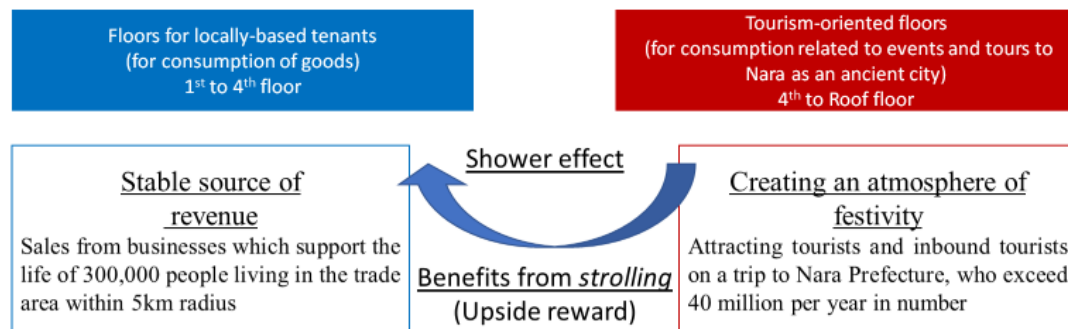 Floors for locally-based tenants
(for consumption of goods)
1st to 4th floor
Tourism-oriented floors
(for consumption related to events and tours to
Nara as an ancient city)
4th to Roof floor
Stable source of
revenue
Sales from businesses which support the
life of 300,000 people living in the trade
area within 5km radius
Shower effect
Benefits from strolling
(Upside reward)
Creating an atmosphere of
festivity
Attracting tourists and inbound tourists
on a trip to Nara Prefecture, who exceed
40 million per year in number